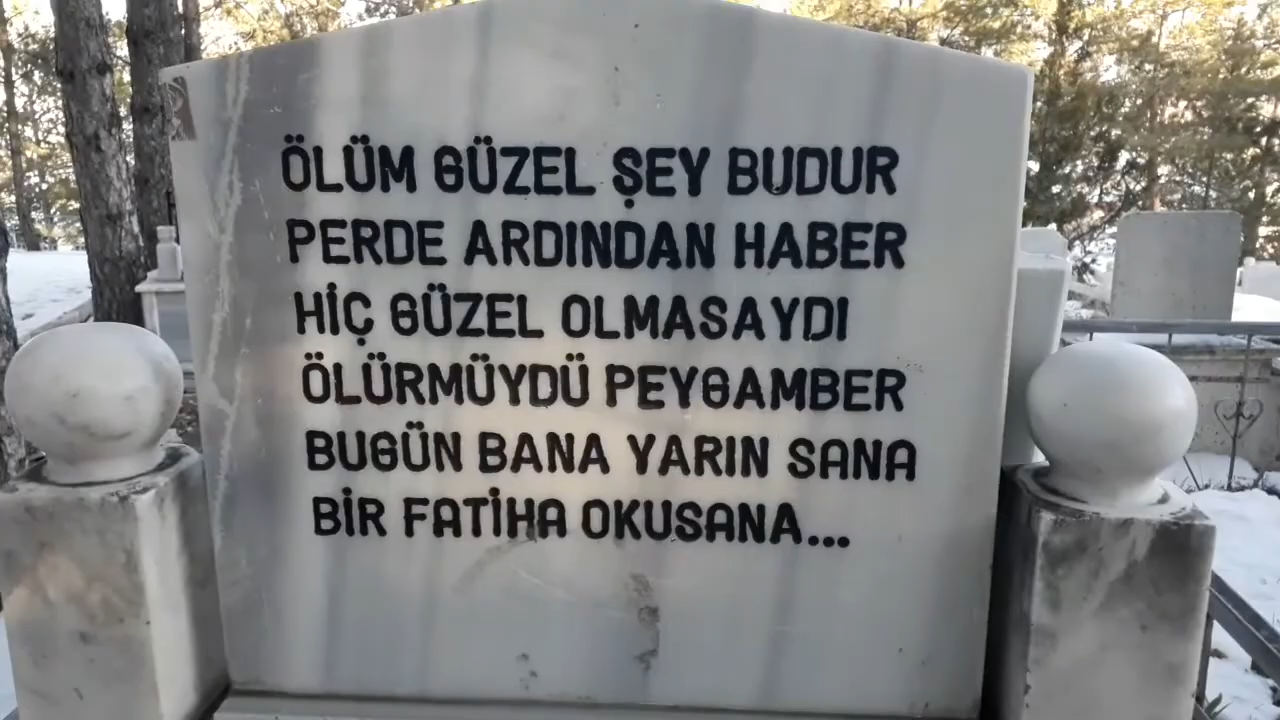 ÖLÜM GÜZEL ŞEY BUDUR
PERDE ARDINDAN HABER
HİÇ GÜZEL OLMASAYDI
ÖLÜRMÜYDÜ PEYGAMBER
BUGÜN BANA YARIN SANA
BİR FATİHA OKUSANA...